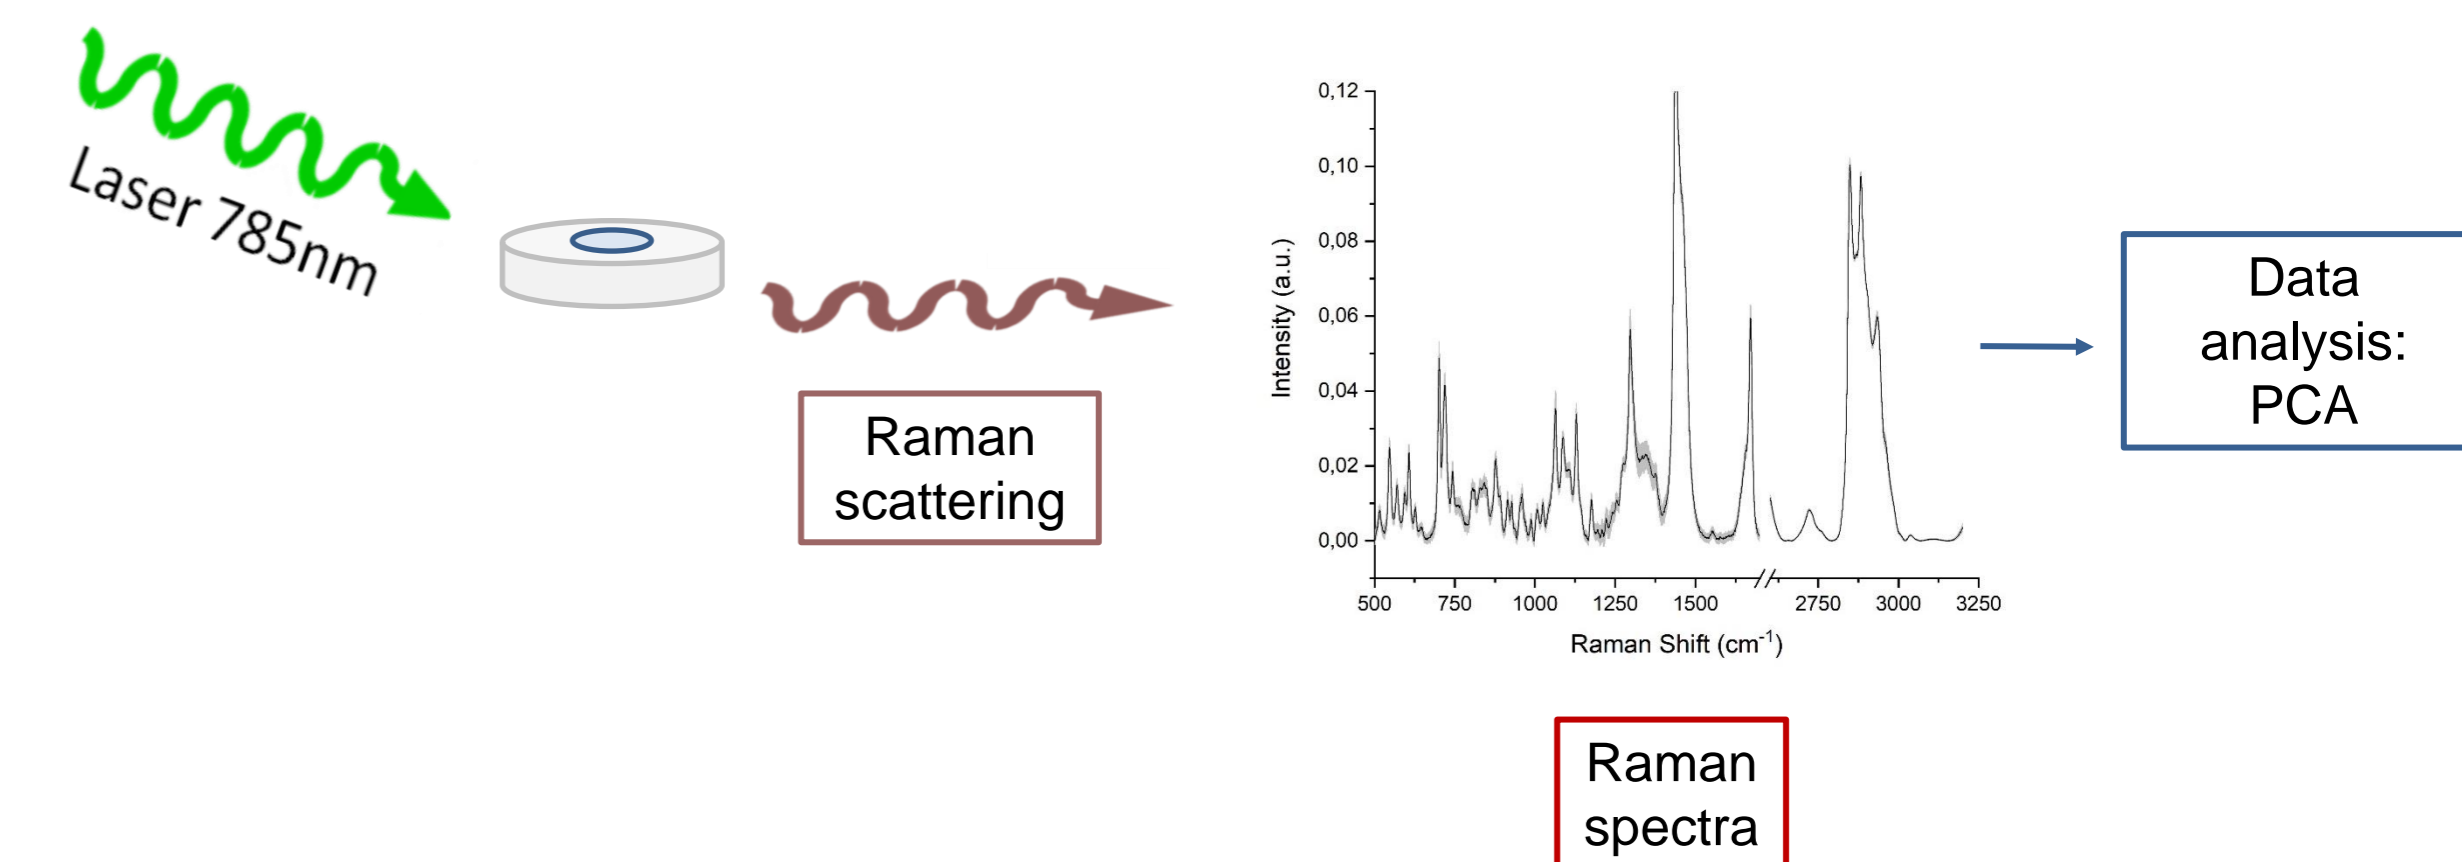 Laser 785nm
Raman
scattering
0,12
0,10
0,08
0,06
0,04
0,02
0,00
Intensity (a.u.)
500 750 1000 1250 1500 2750 3000 3250
Raman Shift (cm⁻¹)
Raman
spectra
Data
analysis:
PCA